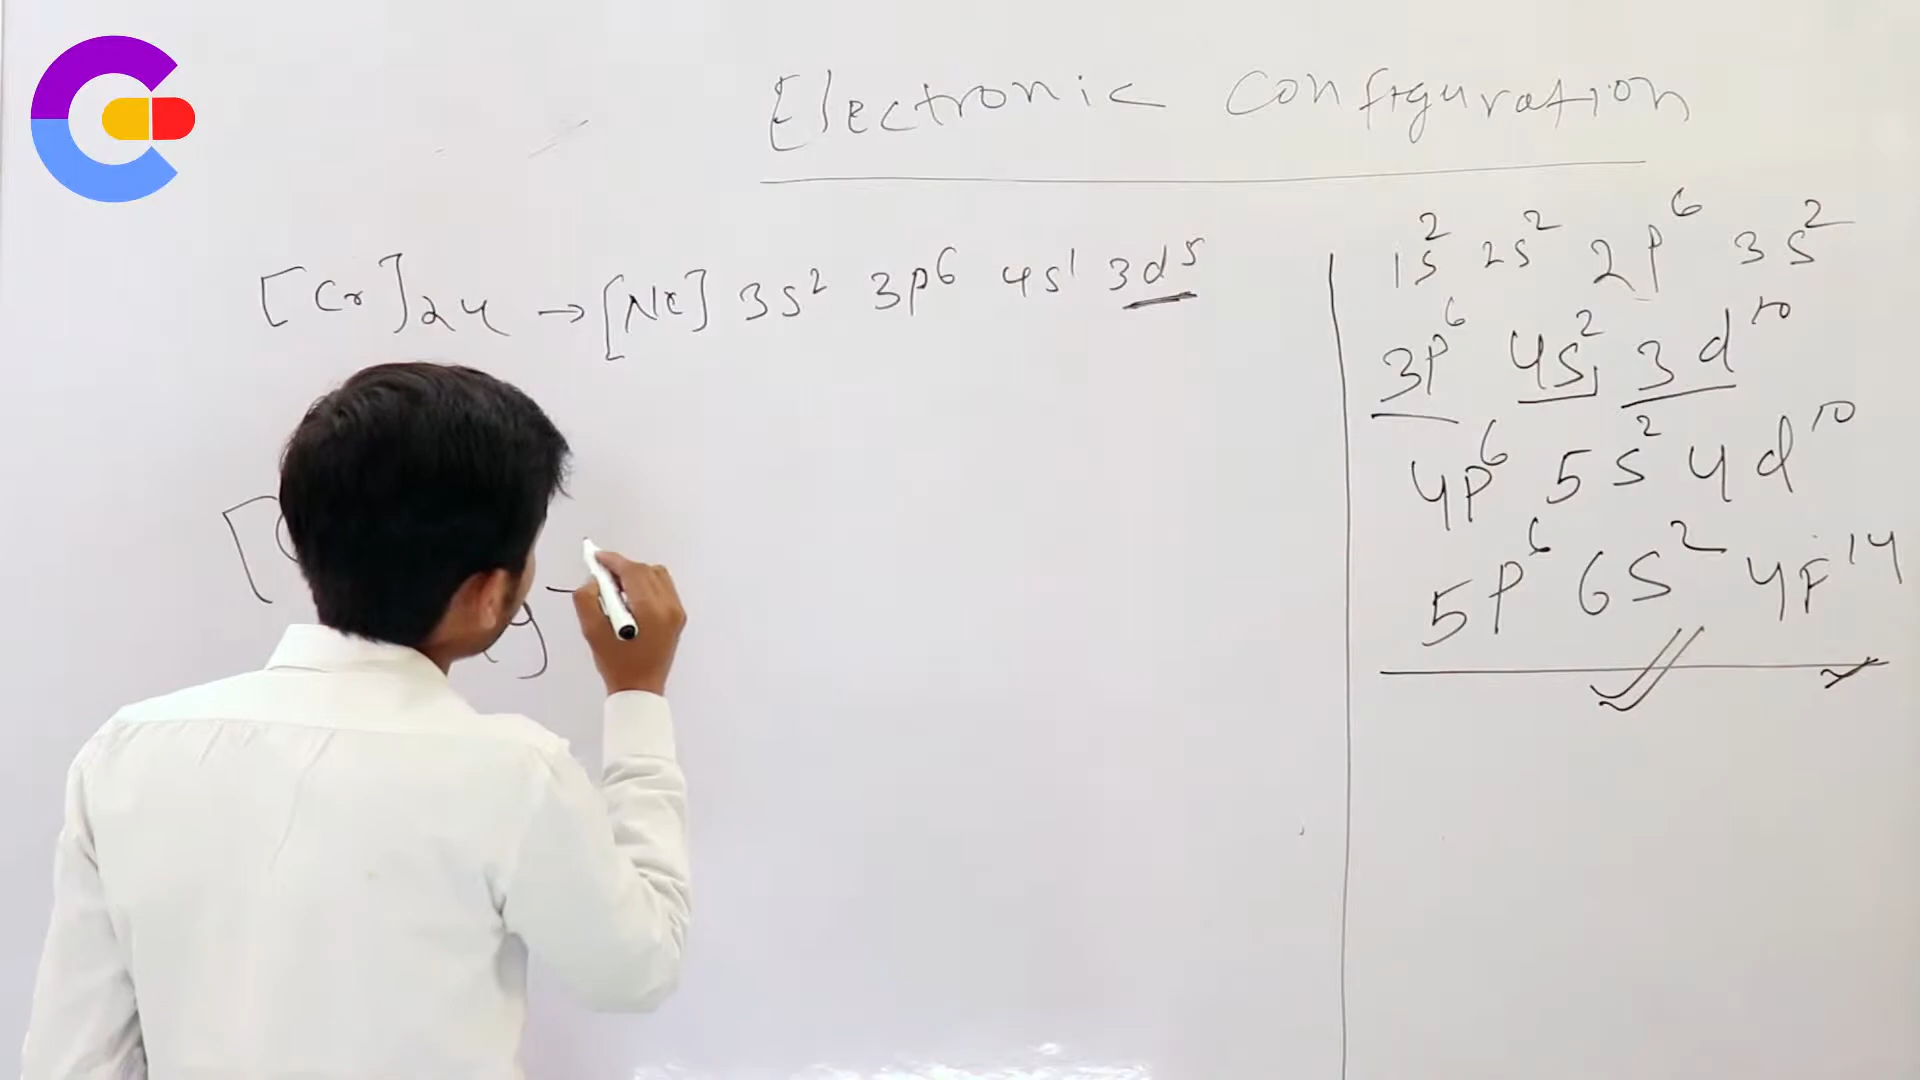 Electronic Configuration
[Cr]24 → [Ne] 3s² 3p⁶ 4s¹ 3d⁵
1s² 2s² 2p⁶ 3s²
3p⁶ 4s² 3d¹⁰
4p⁶ 5s² 4d¹⁰
5p⁶ 6s² 4f¹⁴